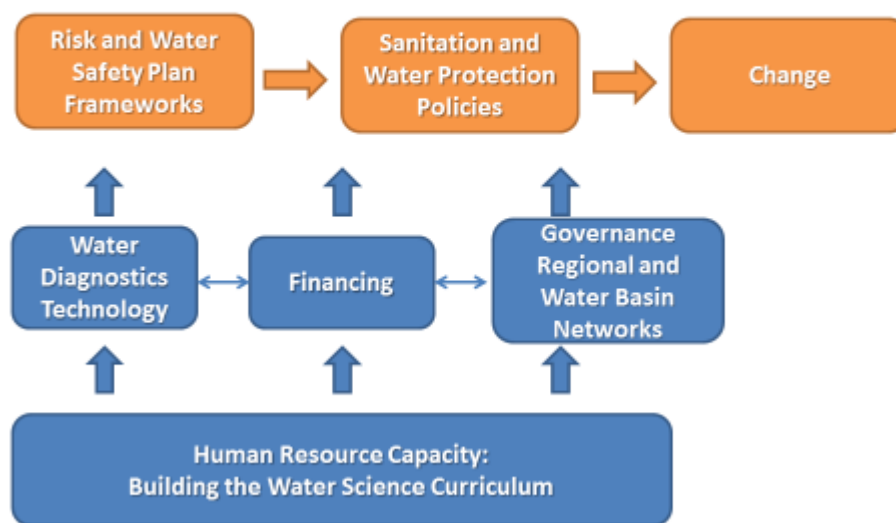 Risk and Water
Safety Plan
Frameworks
Sanitation and
Water Protection
Policies
Change
Water
Diagnostics
Technology
Financing
Governance
Regional and
Water Basin
Networks
Human Resource Capacity:
Building the Water Science Curriculum